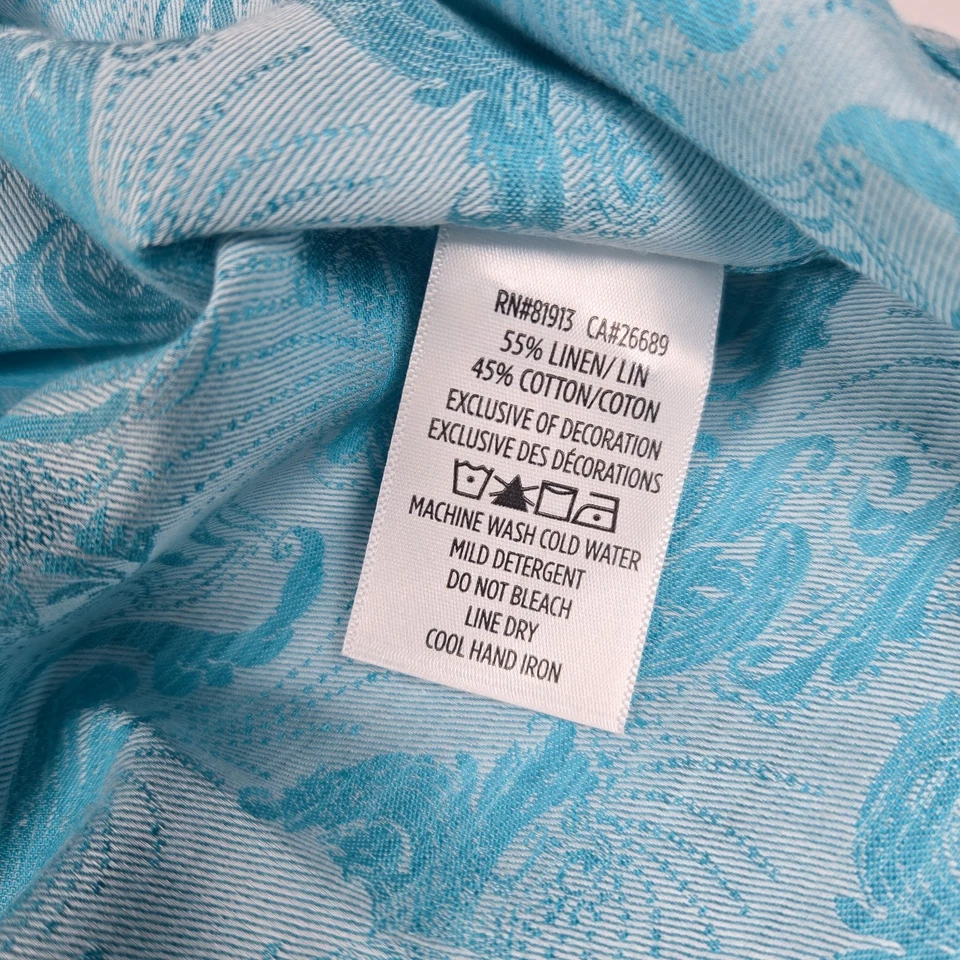 RN#81913 CA#26689
55% LINEN/ LIN
45% COTTON/COTON
EXCLUSIVE OF DECORATION
EXCLUSIVE DES DÉCORATIONS
MACHINE WASH COLD WATER
MILD DETERGENT
DO NOT BLEACH
LINE DRY
COOL HAND IRON